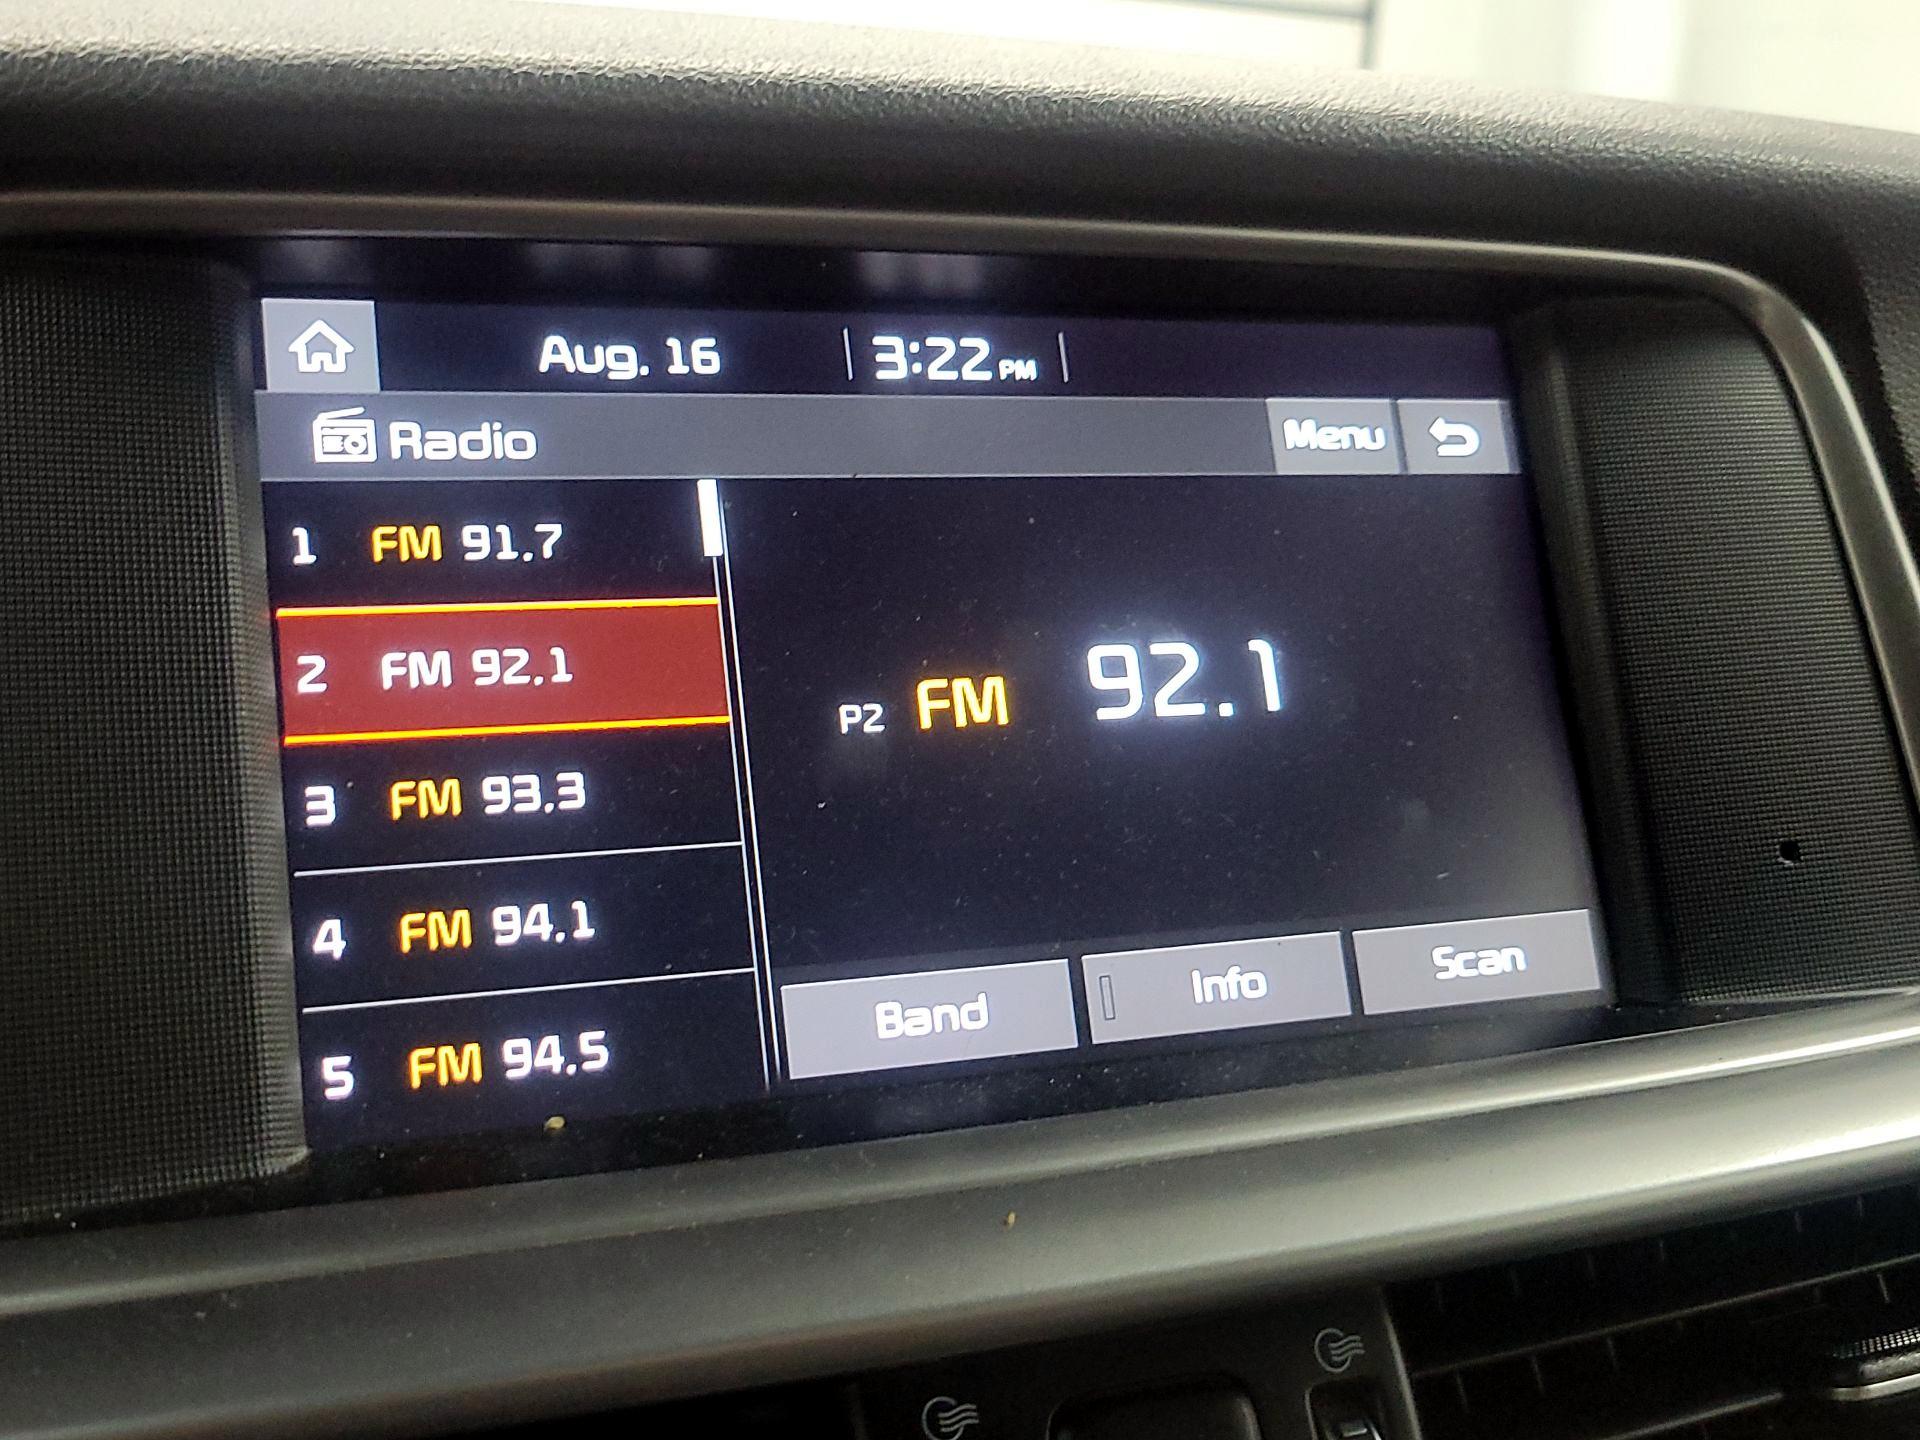 Aug. 16 3:22 PM
Radio Menu
1 FM 91.7
2 FM 92.1
3 FM 93.3
4 FM 94.1
5 FM 94.5
P2 FM 92.1
Band Info Scan